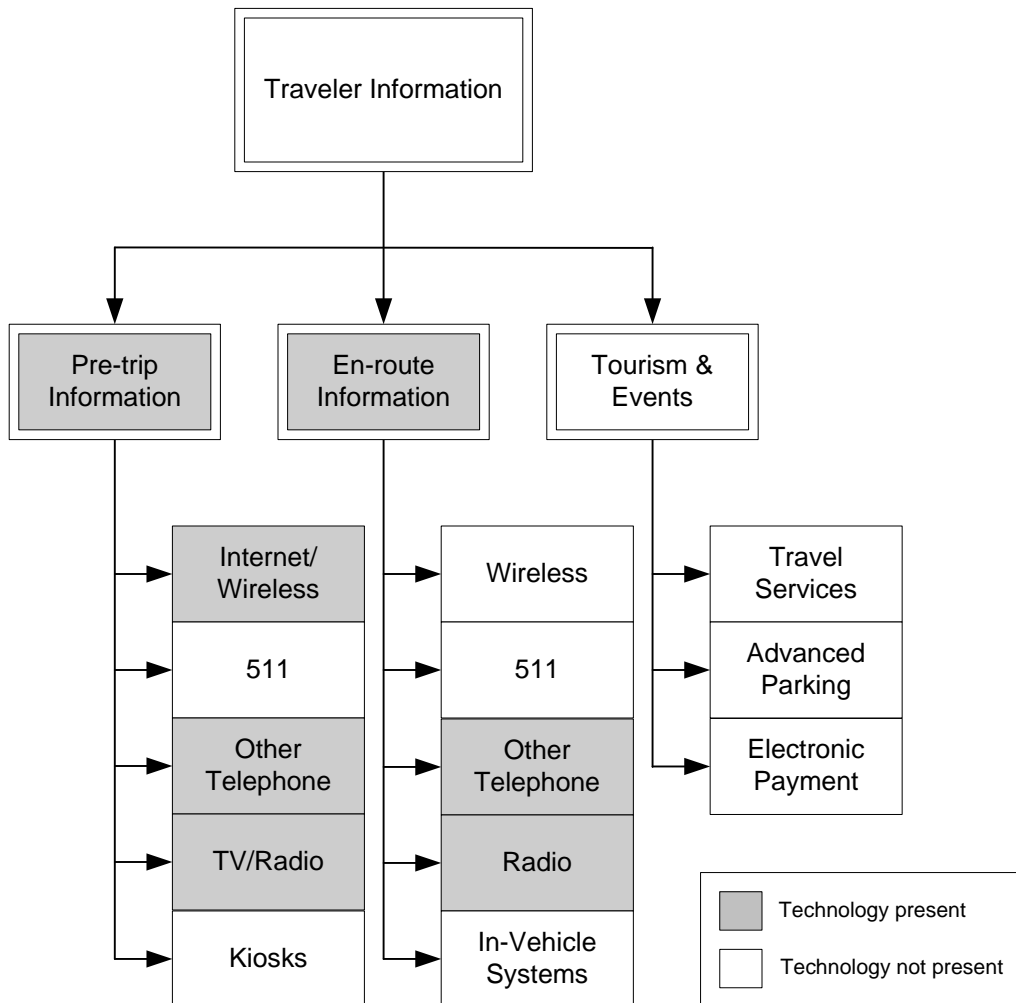 Traveler Information
Pre-trip
Information
En-route
Information
Tourism &
Events
Internet/
Wireless
511
Other
Telephone
TV/Radio
Kiosks
Wireless
511
Other
Telephone
Radio
In-Vehicle
Systems
Travel
Services
Advanced
Parking
Electronic
Payment
Technology present
Technology not present